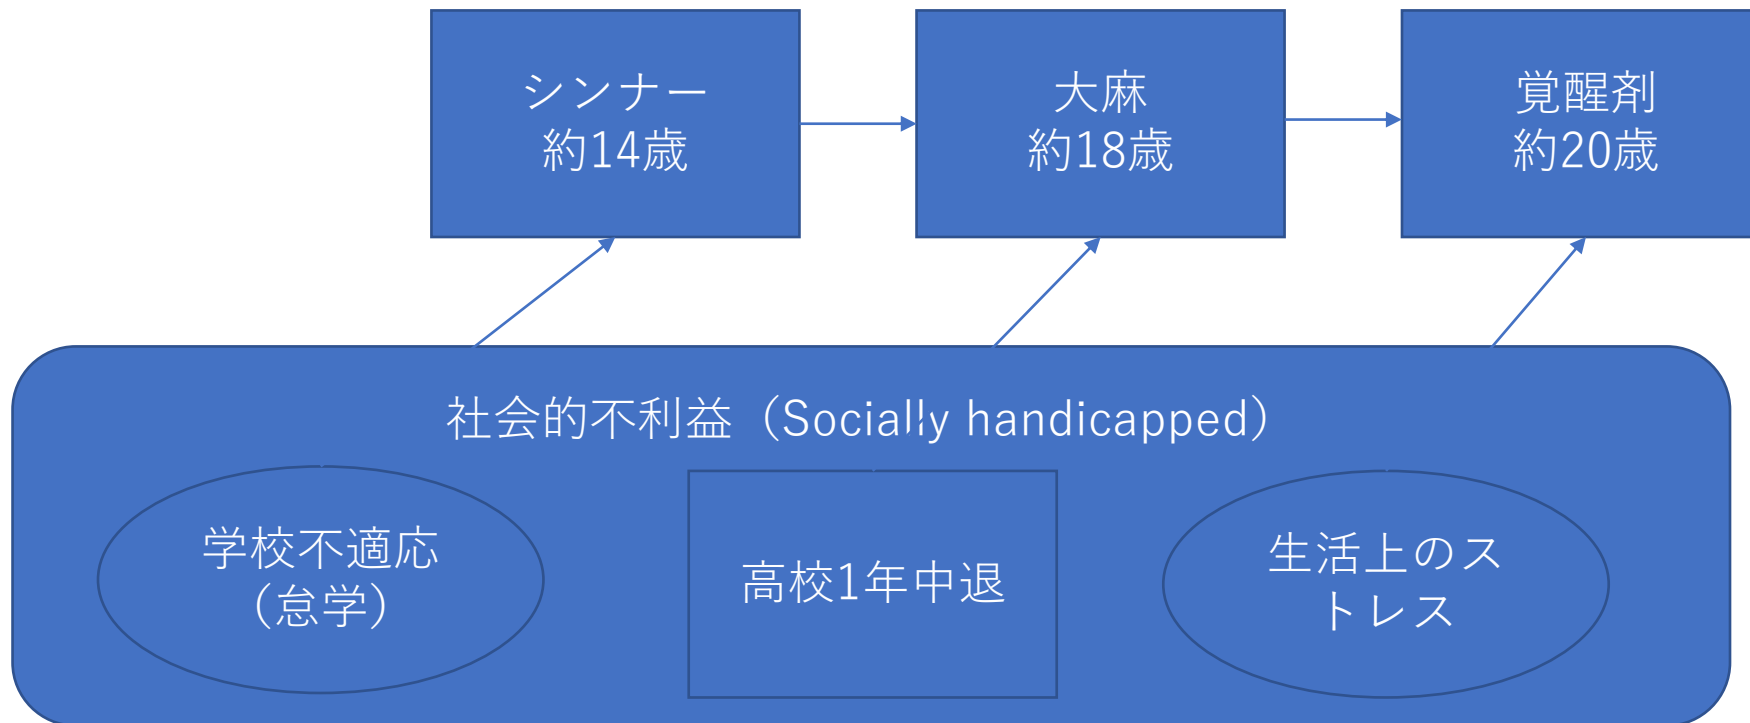 シンナー
約14歳
大麻
約18歳
覚醒剤
約20歳
社会的不利益（Socially handicapped）
学校不適応
（怠学）
高校1年中退
生活上のス
トレス